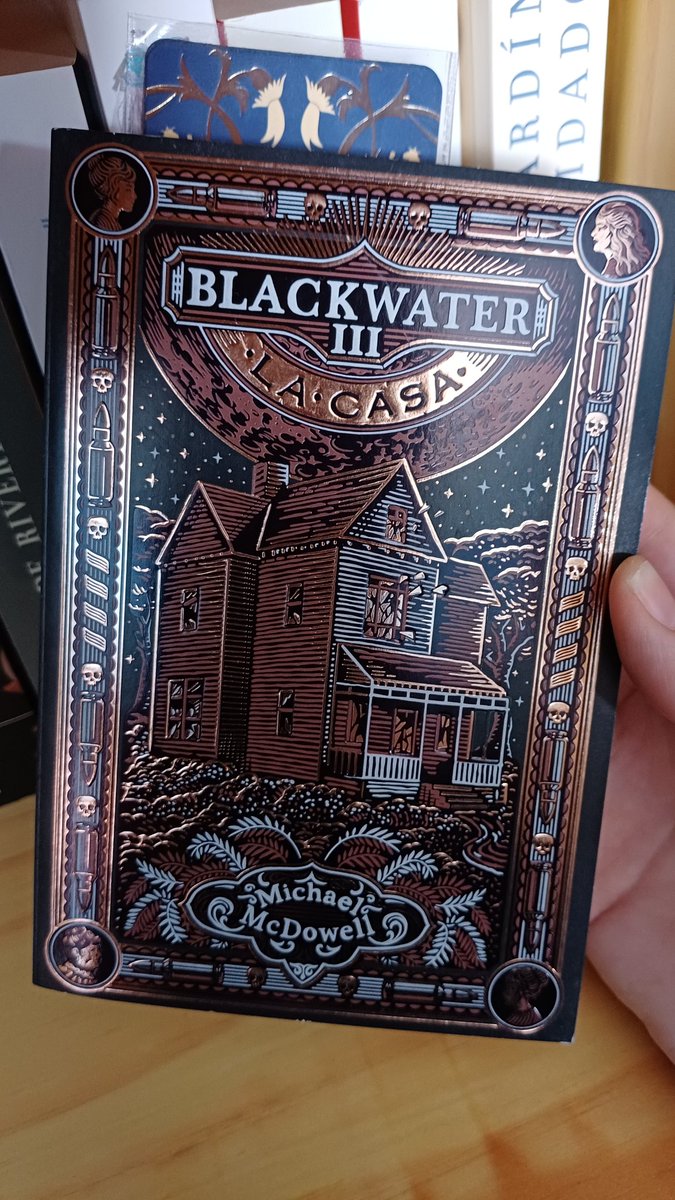 BLACKWATER
III
·LA·CASA·
Michael
McDowell